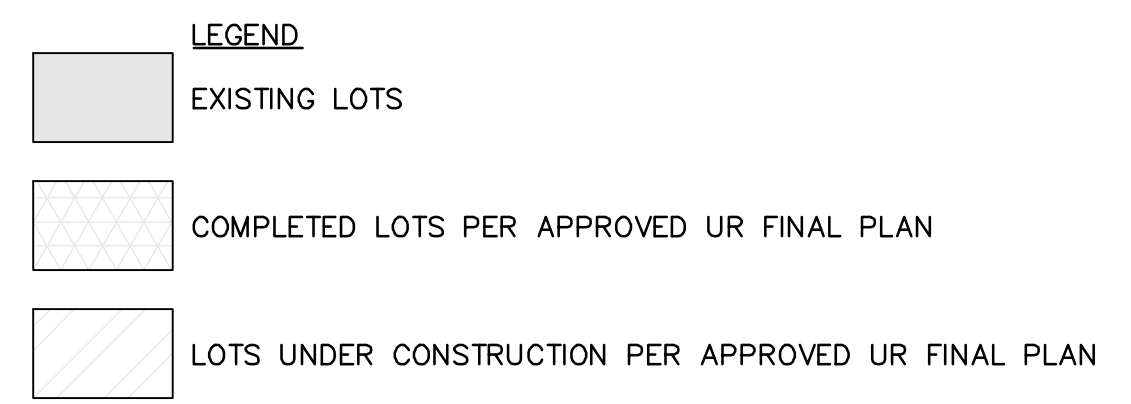 LEGEND
EXISTING LOTS
COMPLETED LOTS PER APPROVED UR FINAL PLAN
LOTS UNDER CONSTRUCTION PER APPROVED UR FINAL PLAN